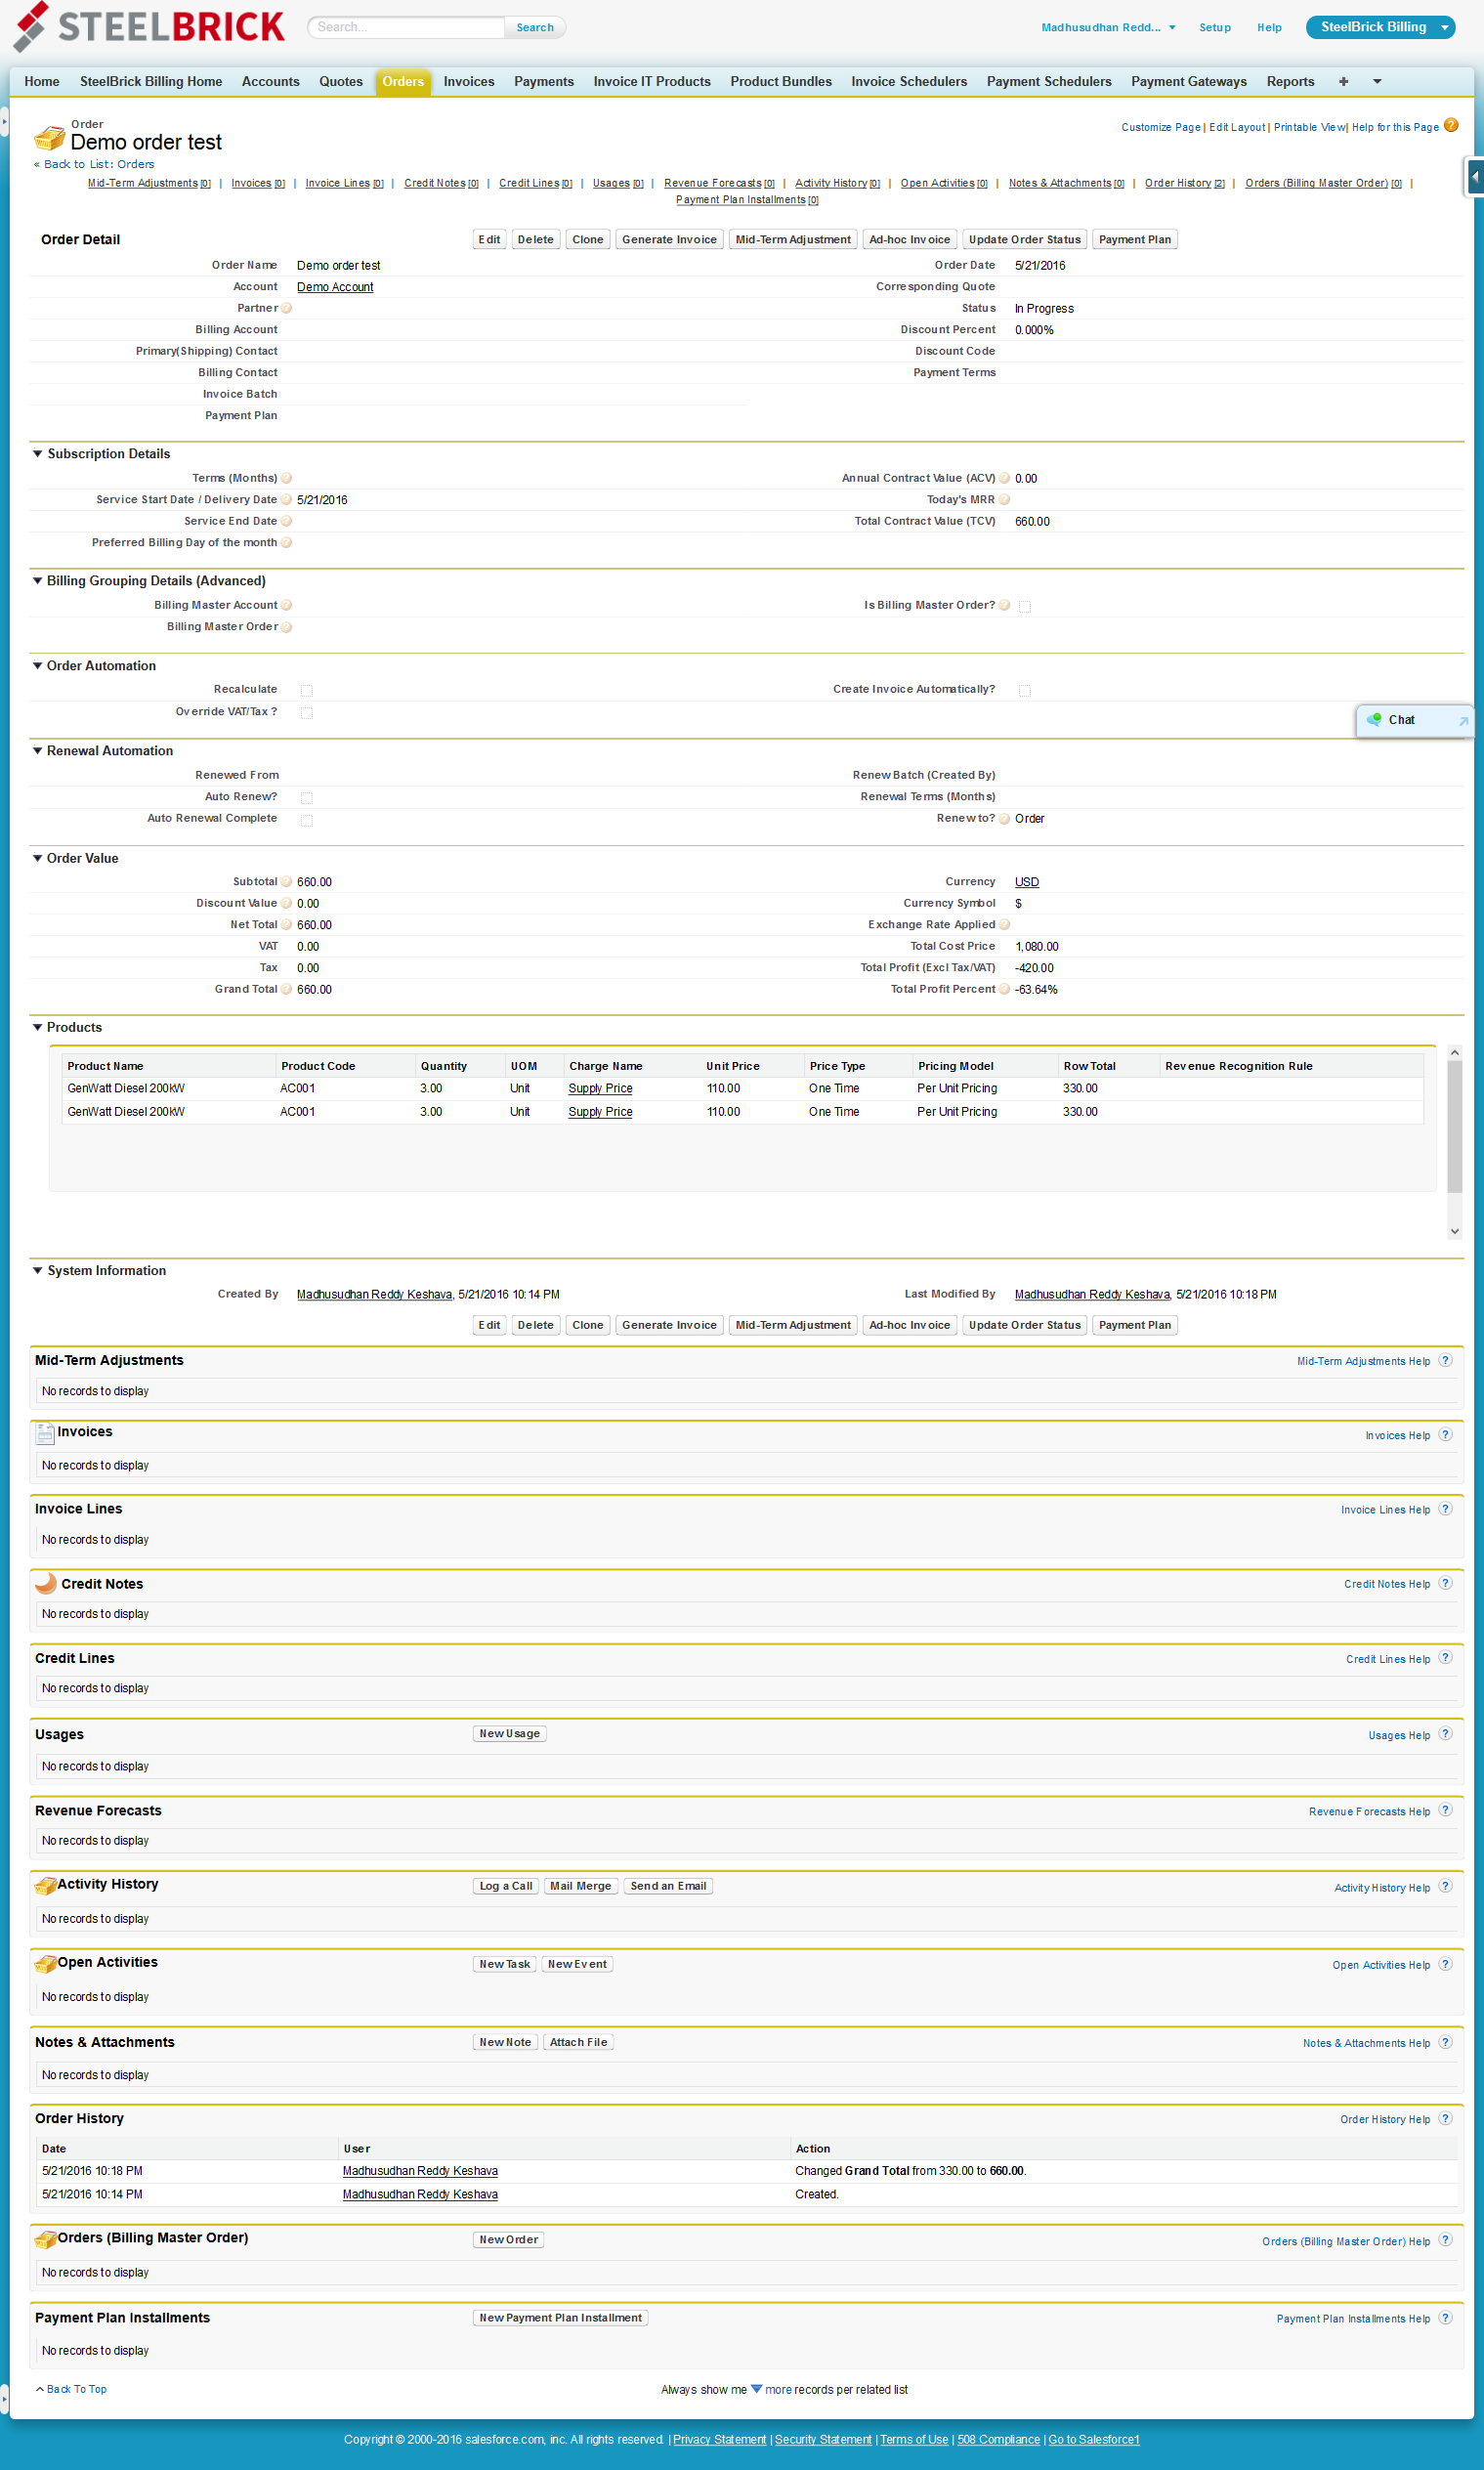 STEELBRICK
Search...
Search
Madhusudhan Redd...
Setup
Help
SteelBrick Billing
Home SteelBrick Billing Home Accounts Quotes Orders Invoices Payments Invoice IT Products Product Bundles Invoice Schedulers Payment Schedulers Payment Gateways Reports +
Order
Demo order test
Customize Page | Edit Layout | Printable View | Help for this Page ?
« Back to List: Orders
Mid-Term Adjustments [0] | Invoices [0] | Invoice Lines [0] | Credit Notes [0] | Credit Lines [0] | Usages [0] | Revenue Forecasts [0] | Activity History [0] | Open Activities [0] | Notes & Attachments [0] | Order History [2] | Orders (Billing Master Order) [0] |
Payment Plan Installments [0]
Order Detail
Edit Delete Clone Generate Invoice Mid-Term Adjustment Ad-hoc Invoice Update Order Status Payment Plan
Order Name Demo order test Order Date 5/21/2016
Account Demo Account Corresponding Quote
Partner ? Status In Progress
Billing Account Discount Percent 0.000%
Primary(Shipping) Contact Discount Code
Billing Contact Payment Terms
Invoice Batch
Payment Plan
Subscription Details
Terms (Months) ? Annual Contract Value (ACV) ? 0.00
Service Start Date / Delivery Date ? 5/21/2016 Today's MRR ?
Service End Date ? Total Contract Value (TCV) 660.00
Preferred Billing Day of the month ?
Billing Grouping Details (Advanced)
Billing Master Account ? Is Billing Master Order? ?
Billing Master Order ?
Order Automation
Recalculate Create Invoice Automatically?
Override VAT/Tax ?
Chat
Renewal Automation
Renewed From Renew Batch (Created By)
Auto Renew? Renewal Terms (Months)
Auto Renewal Complete Renew to? ? Order
Order Value
Subtotal ? 660.00 Currency USD
Discount Value ? 0.00 Currency Symbol $
Net Total ? 660.00 Exchange Rate Applied ?
VAT 0.00 Total Cost Price 1,080.00
Tax 0.00 Total Profit (Excl Tax/VAT) -420.00
Grand Total ? 660.00 Total Profit Percent ? -63.64%
Products
Product Name Product Code Quantity UOM Charge Name Unit Price Price Type Pricing Model Row Total Revenue Recognition Rule
GenWatt Diesel 200kW AC001 3.00 Unit Supply Price 110.00 One Time Per Unit Pricing 330.00
GenWatt Diesel 200kW AC001 3.00 Unit Supply Price 110.00 One Time Per Unit Pricing 330.00
System Information
Created By Madhusudhan Reddy Keshava, 5/21/2016 10:14 PM Last Modified By Madhusudhan Reddy Keshava, 5/21/2016 10:18 PM
Edit Delete Clone Generate Invoice Mid-Term Adjustment Ad-hoc Invoice Update Order Status Payment Plan
Mid-Term Adjustments Mid-Term Adjustments Help ?
No records to display
Invoices Invoices Help ?
No records to display
Invoice Lines Invoice Lines Help ?
No records to display
Credit Notes Credit Notes Help ?
No records to display
Credit Lines Credit Lines Help ?
No records to display
Usages New Usage Usages Help ?
No records to display
Revenue Forecasts Revenue Forecasts Help ?
No records to display
Activity History Log a Call Mail Merge Send an Email Activity History Help ?
No records to display
Open Activities New Task New Event Open Activities Help ?
No records to display
Notes & Attachments New Note Attach File Notes & Attachments Help ?
No records to display
Order History Order History Help ?
Date User Action
5/21/2016 10:18 PM Madhusudhan Reddy Keshava Changed Grand Total from 330.00 to 660.00.
5/21/2016 10:14 PM Madhusudhan Reddy Keshava Created.
Orders (Billing Master Order) New Order Orders (Billing Master Order) Help ?
No records to display
Payment Plan Installments New Payment Plan Installment Payment Plan Installments Help ?
No records to display
Back To Top Always show me more records per related list
Copyright © 2000-2016 salesforce.com, inc. All rights reserved. | Privacy Statement | Security Statement | Terms of Use | 508 Compliance | Go to Salesforce1